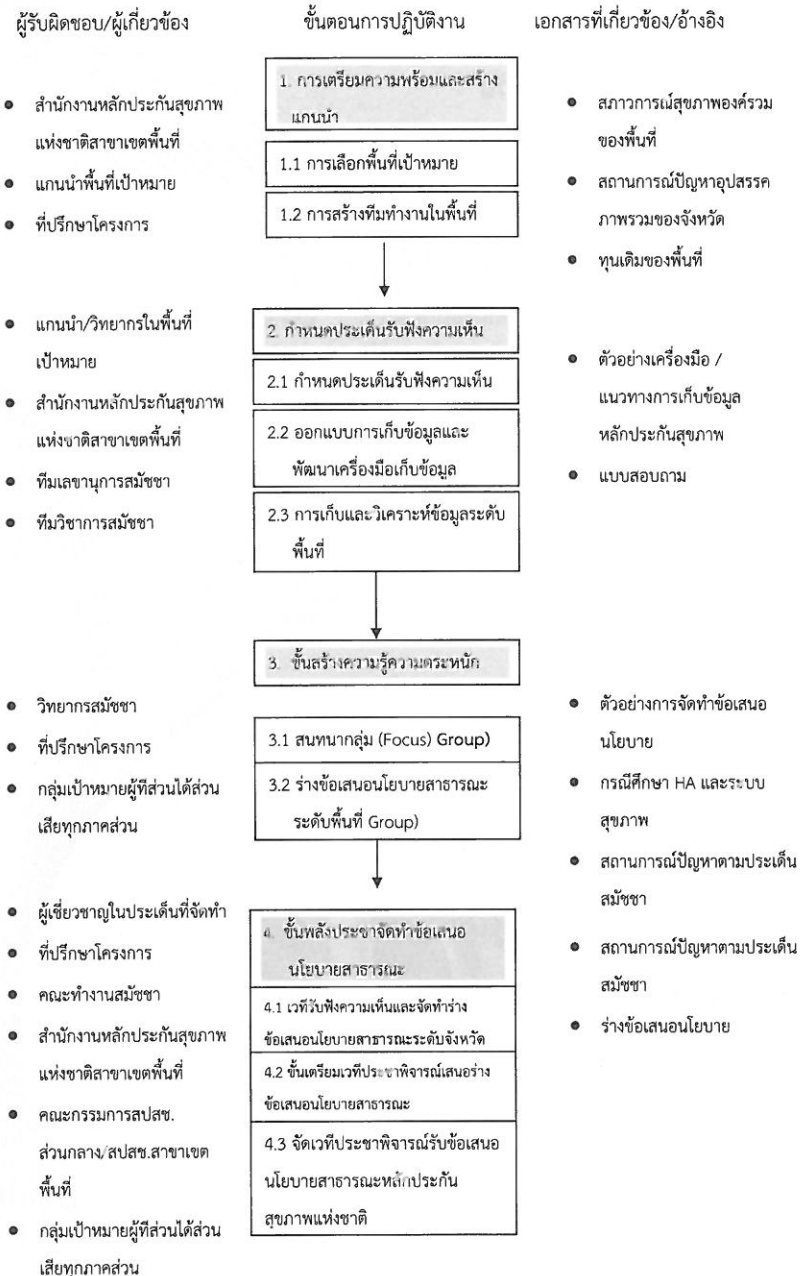 ผู้รับผิดชอบ/ผู้เกี่ยวข้อง
ขั้นตอนการปฏิบัติงาน
เอกสารที่เกี่ยวข้อง/อ้างอิง
● สำนักงานหลักประกันสุขภาพ
แห่งชาติสาขาเขตพื้นที่
● แกนนำพื้นที่เป้าหมาย
● ที่ปรึกษาโครงการ
1. การเตรียมความพร้อมและสร้าง
แกนนำ
1.1 การเลือกพื้นที่เป้าหมาย
1.2 การสร้างทีมทำงานในพื้นที่
● สภาวการณ์สุขภาพองค์รวม
ของพื้นที่
● สถานการณ์ปัญหาอุปสรรค
ภาพรวมของจังหวัด
● ทุนเดิมของพื้นที่
● แกนนำ/วิทยากรในพื้นที่
เป้าหมาย
● สำนักงานหลักประกันสุขภาพ
แห่งชาติสาขาเขตพื้นที่
● ทีมเลขานุการสมัชชา
● ทีมวิชาการสมัชชา
2. กำหนดประเด็นรับฟังความเห็น
2.1 กำหนดประเด็นรับฟังความเห็น
2.2 ออกแบบการเก็บข้อมูลและ
พัฒนาเครื่องมือเก็บข้อมูล
2.3 การเก็บและวิเคราะห์ข้อมูลระดับ
พื้นที่
● ตัวอย่างเครื่องมือ /
แนวทางการเก็บข้อมูล
หลักประกันสุขภาพ
● แบบสอบถาม
● วิทยากรสมัชชา
● ที่ปรึกษาโครงการ
● กลุ่มเป้าหมายผู้ทีส่วนได้ส่วน
เสียทุกภาคส่วน
3. ขั้นสร้างความรู้ความตระหนัก
3.1 สนทนากลุ่ม (Focus) Group)
3.2 ร่างข้อเสนอนโยบายสาธารณะ
ระดับพื้นที่ Group)
● ตัวอย่างการจัดทำข้อเสนอ
นโยบาย
● กรณีศึกษา HA และระบบ
สุขภาพ
● สถานการณ์ปัญหาตามประเด็น
สมัชชา
● ผู้เชี่ยวชาญในประเด็นที่จัดทำ
● ที่ปรึกษาโครงการ
● คณะทำงานสมัชชา
● สำนักงานหลักประกันสุขภาพ
แห่งชาติสาขาเขตพื้นที่
● คณะกรรมการสปสช.
ส่วนกลาง/สปสช.สาขาเขต
พื้นที่
● กลุ่มเป้าหมายผู้ทีส่วนได้ส่วน
เสียทุกภาคส่วน
4. ขั้นพลังประชาจัดทำข้อเสนอ
นโยบายสาธารณะ
4.1 เวทีรับฟังความเห็นและจัดทำร่าง
ข้อเสนอนโยบายสาธารณะระดับจังหวัด
4.2 ขั้นเตรียมเวทีประชาพิจารณ์เสนอร่าง
ข้อเสนอนโยบายสาธารณะ
4.3 จัดเวทีประชาพิจารณ์รับข้อเสนอ
นโยบายสาธารณะหลักประกัน
สุขภาพแห่งชาติ
● สถานการณ์ปัญหาตามประเด็น
สมัชชา
● ร่างข้อเสนอนโยบาย